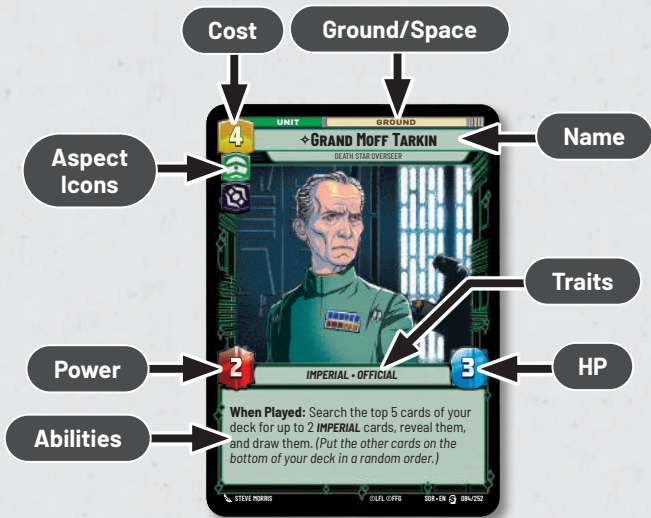 Cost
Ground/Space
UNIT
GROUND
4
GRAND MOFF TARKIN
Name
DEATH STAR OVERSEER
Aspect
Icons
Traits
Power
2
IMPERIAL • OFFICIAL
3
HP
When Played: Search the top 5 cards of your
deck for up to 2 IMPERIAL cards, reveal them,
and draw them. (Put the other cards on the
bottom of your deck in a random order.)
Abilities
STEVE MORRIS
©LFL ©FFG
SOR • EN
084/252